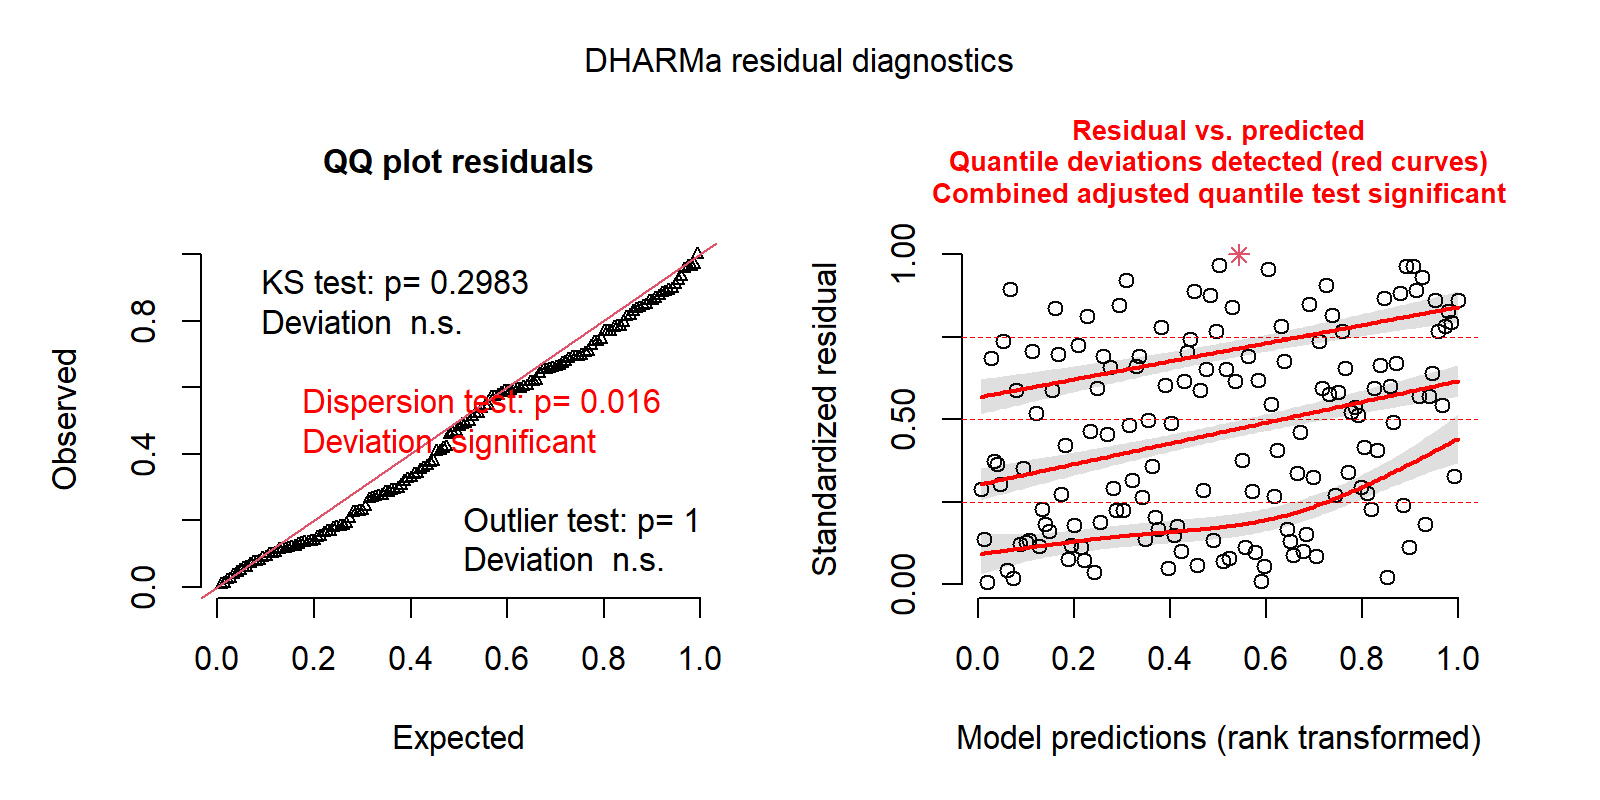 DHARMa residual diagnostics
QQ plot residuals
KS test: p= 0.2983
Deviation  n.s.
Dispersion test: p= 0.016
Deviation  significant
Outlier test: p= 1
Deviation  n.s.
Observed
0.0
0.4
0.8
0.0 0.2 0.4 0.6 0.8 1.0
Expected
Residual vs. predicted
Quantile deviations detected (red curves)
Combined adjusted quantile test significant
Standardized residual
0.00
0.50
1.00
0.0 0.2 0.4 0.6 0.8 1.0
Model predictions (rank transformed)